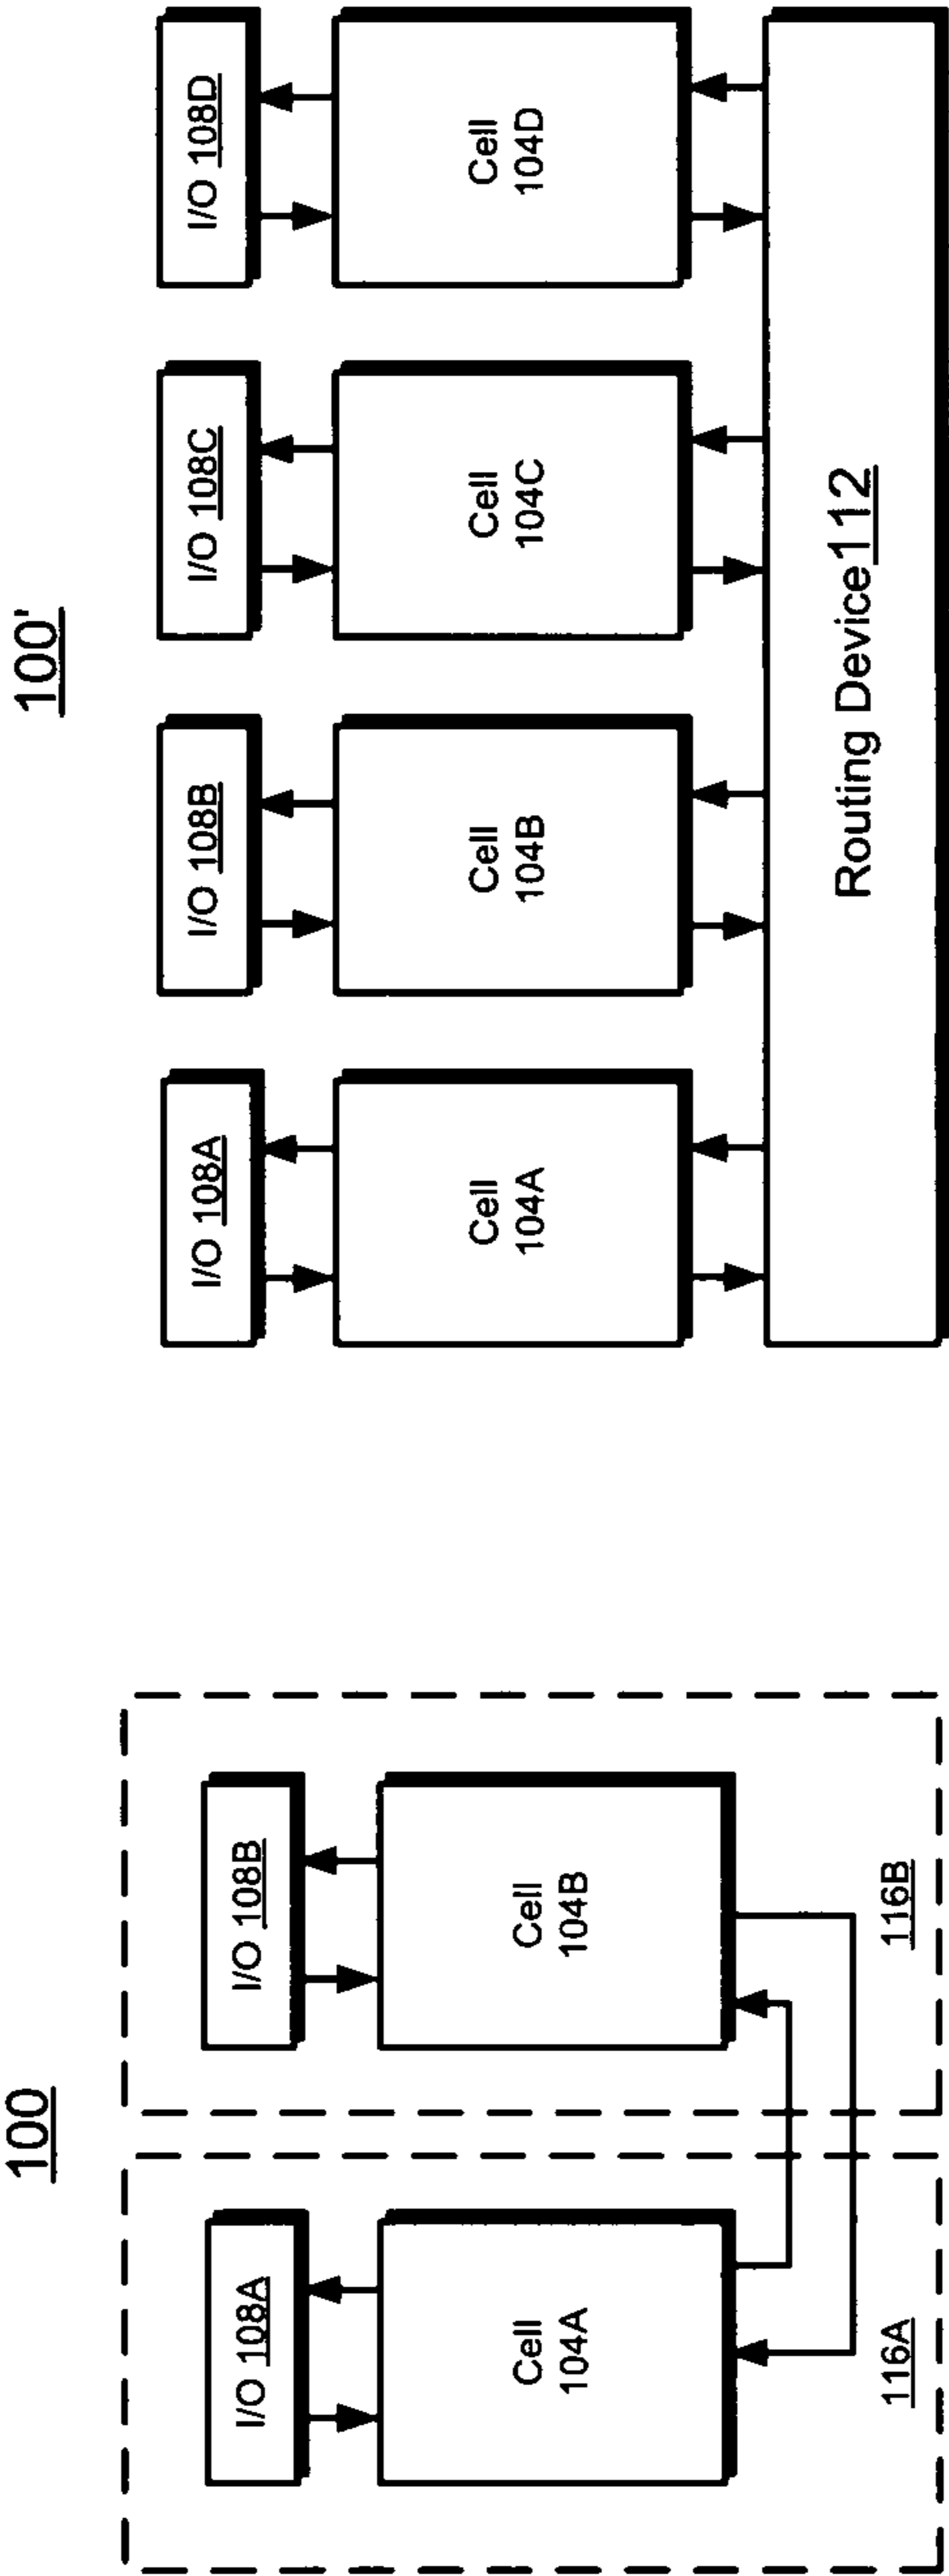 100
I/O 108A
I/O 108B
Cell
104A
Cell
104B
116A
116B
100'
I/O 108A
I/O 108B
I/O 108C
I/O 108D
Cell
104A
Cell
104B
Cell
104C
Cell
104D
Routing Device112